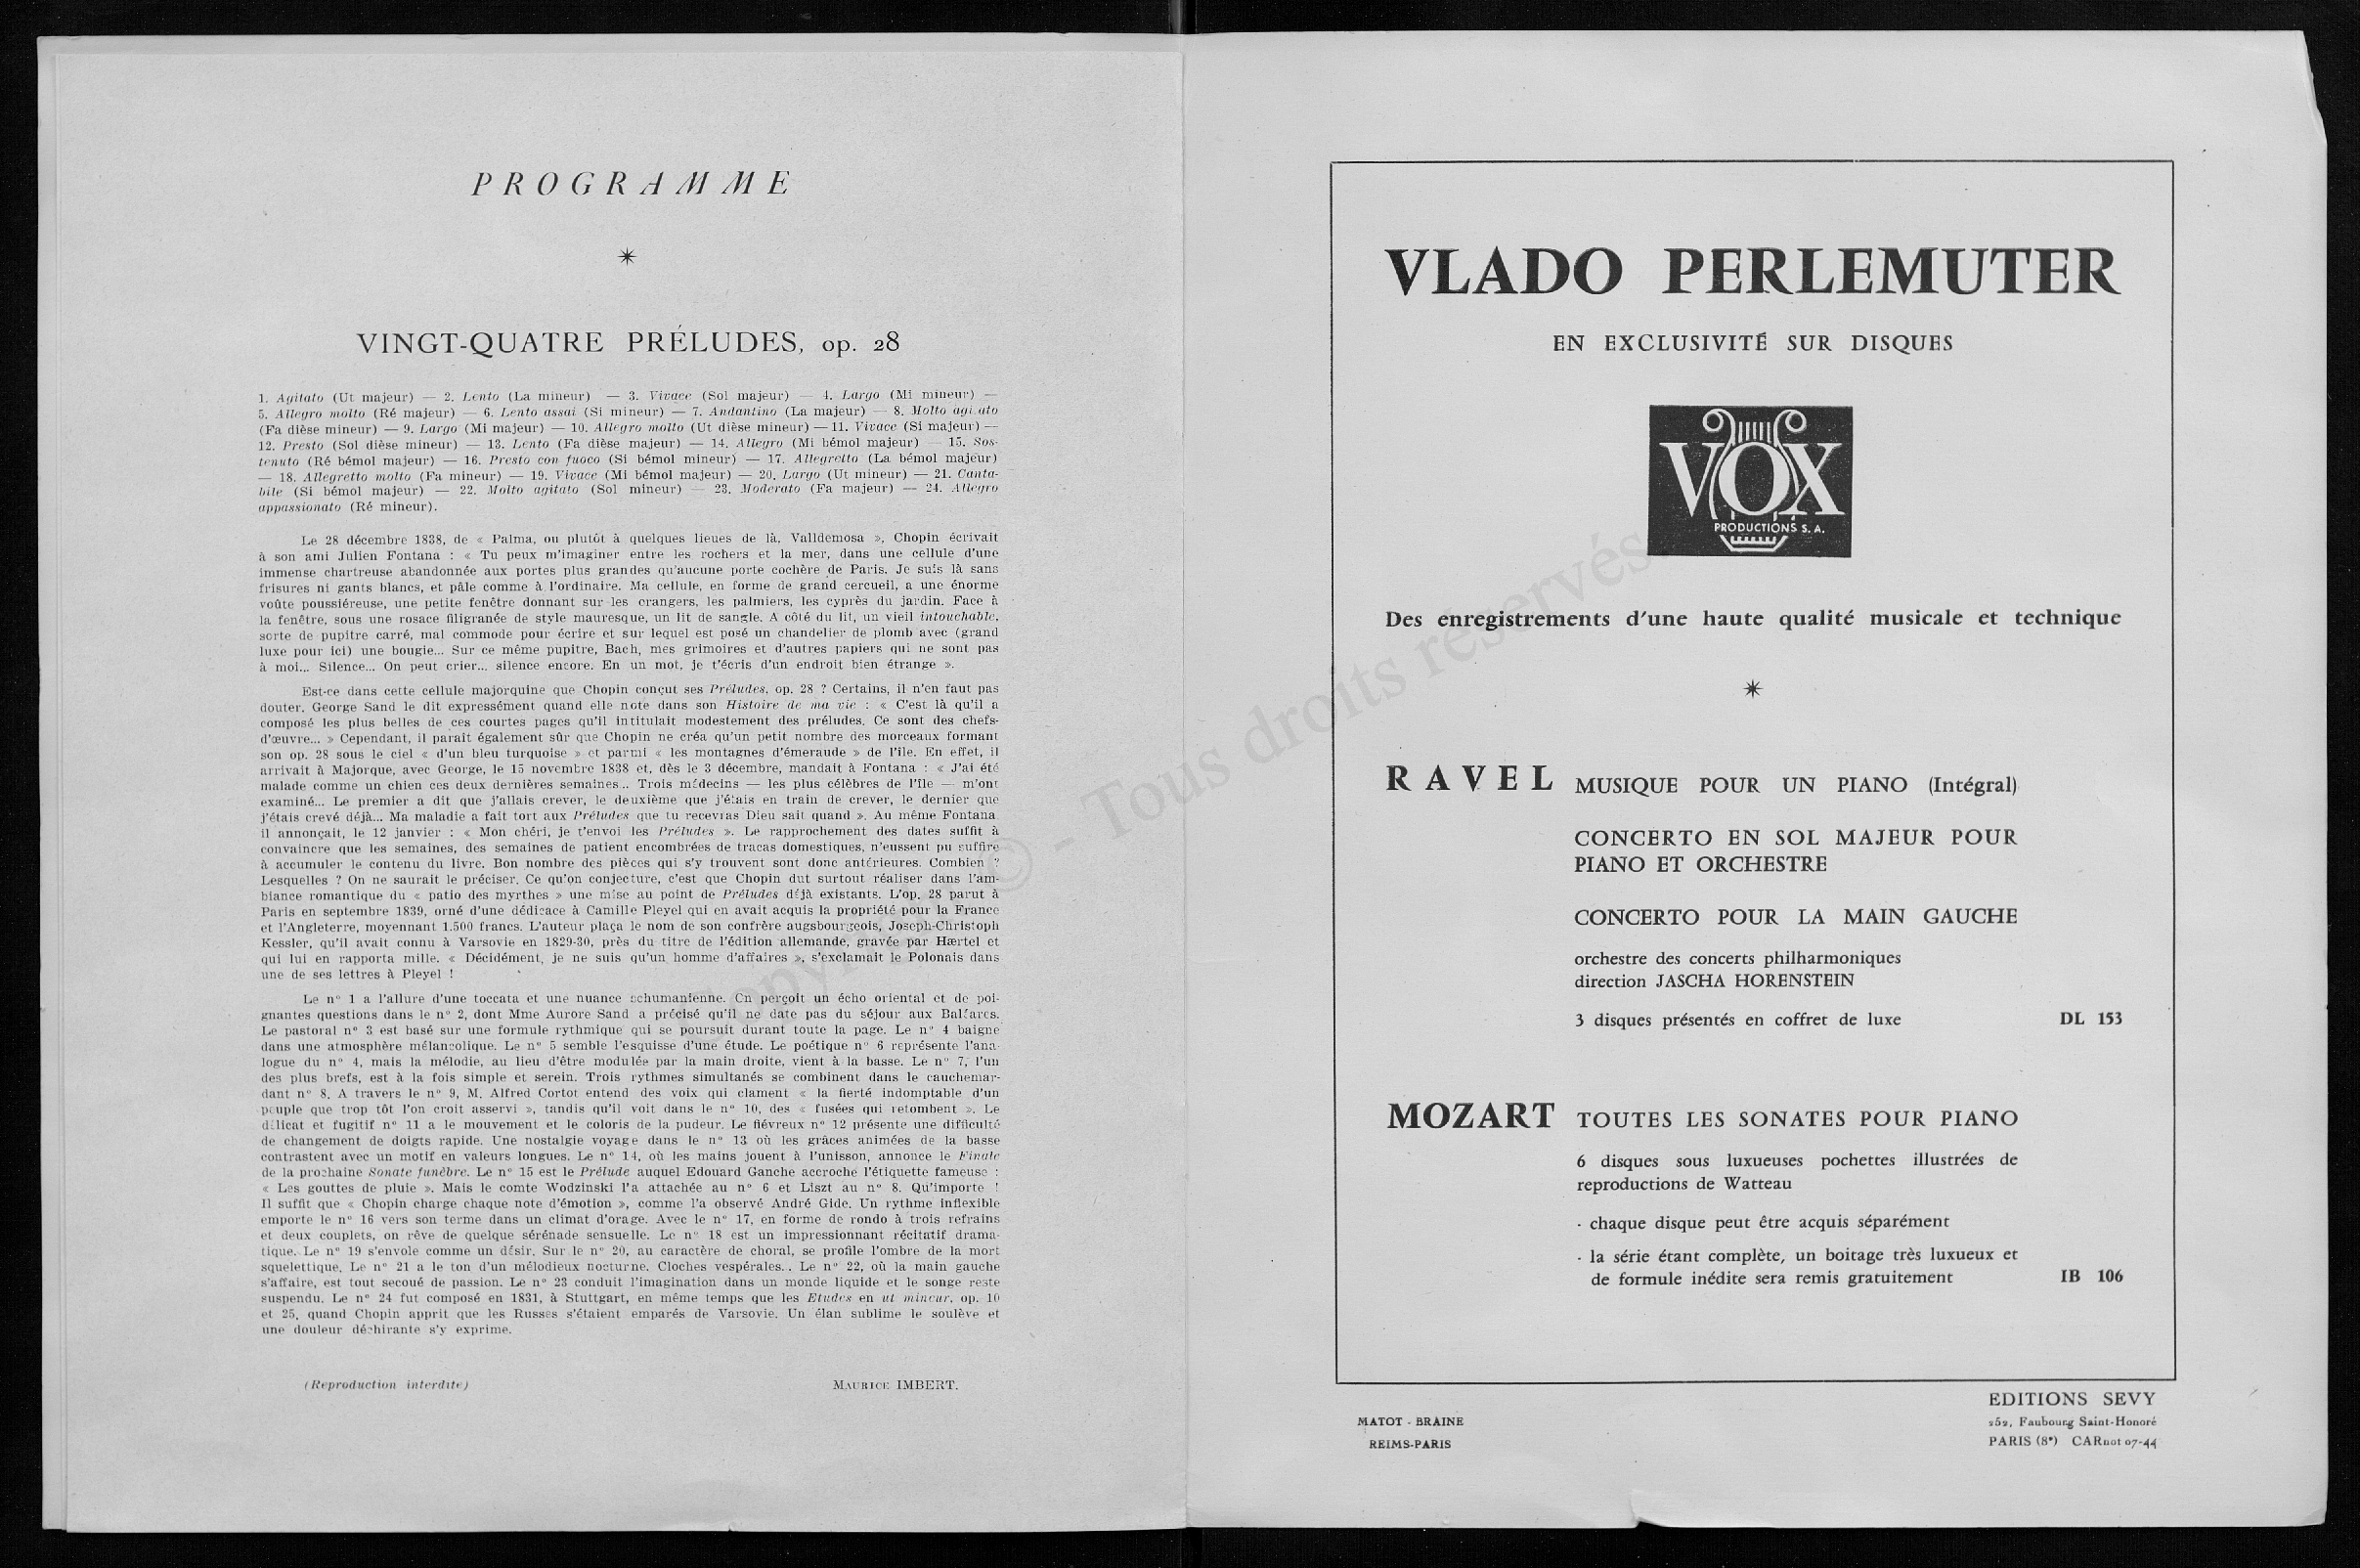 PROGRAMME
VINGT-QUATRE PRÉLUDES, op. 28
1. Agitato (Ut majeur) — 2. Lento (La mineur) — 3. Vivace (Sol majeur) — 4. Largo (Mi mineur) —
5. Allegro molto (Ré majeur) — 6. Lento assai (Si mineur) — 7. Andantino (La majeur) — 8. Molto agi ato
(Fa dièse mineur) — 9. Largo (Mi majeur) — 10. Allegro molto (Ut dièse mineur) — 11. Vivace (Si majeur) —
12. Presto (Sol dièse mineur) — 13. Lento (Fa dièse majeur) — 14. Allegro (Mi bémol majeur) — 15. Sos-
tenuto (Ré bémol majeur) — 16. Presto con fuoco (Si bémol mineur) — 17. Allegretto (La bémol majeur)
— 18. Allegretto molto (Fa mineur) — 19. Vivace (Mi bémol majeur) — 20. Largo (Ut mineur) — 21. Canta-
bile (Si bémol majeur) — 22. Molto agitato (Sol mineur) — 23. Moderato (Fa majeur) — 24. Allegro
appassionato (Ré mineur).
Le 28 décembre 1838, de « Palma, ou plutôt à quelques lieues de là, Valldemosa », Chopin écrivait
à son ami Julien Fontana : « Tu peux m'imaginer entre les rochers et la mer, dans une cellule d'une
immense chartreuse abandonnée aux portes plus grandes qu'aucune porte cochère de Paris. Je suis là sans
frisures ni gants blancs, et pâle comme à l'ordinaire. Ma cellule, en forme de grand cercueil, a une énorme
voûte poussiéreuse, une petite fenêtre donnant sur les orangers, les palmiers, les cyprès du jardin. Face à
la fenêtre, sous une rosace filigranée de style mauresque, un lit de sangle. A côté du lit, un vieil intouchable,
sorte de pupitre carré, mal commode pour écrire et sur lequel est posé un chandelier de plomb avec (grand
luxe pour ici) une bougie... Sur ce même pupitre, Bach, mes grimoires et d'autres papiers qui ne sont pas
à moi... Silence... On peut crier... silence encore. En un mot, je t'écris d'un endroit bien étrange ».
Est-ce dans cette cellule majorquine que Chopin conçut ses Préludes, op. 28 ? Certains, il n'en faut pas
douter. George Sand le dit expressément quand elle note dans son Histoire de ma vie : « C'est là qu'il a
composé les plus belles de ces courtes pages qu'il intitulait modestement des préludes. Ce sont des chefs-
d'œuvre... » Cependant, il paraît également sûr que Chopin ne créa qu'un petit nombre des morceaux formant
son op. 28 sous le ciel « d'un bleu turquoise » et parmi « les montagnes d'émeraude » de l'île. En effet, il
arrivait à Majorque, avec George, le 15 novembre 1838 et, dès le 3 décembre, mandait à Fontana : « J'ai été
malade comme un chien ces deux dernières semaines... Trois médecins — les plus célèbres de l'île — m'ont
examiné... Le premier a dit que j'allais crever, le deuxième que j'étais en train de crever, le dernier que
j'étais crevé déjà... Ma maladie a fait tort aux Préludes que tu recevras Dieu sait quand ». Au même Fontana
il annonçait, le 12 janvier : « Mon chéri, je t'envoi les Préludes ». Le rapprochement des dates suffit à
convaincre que les semaines, des semaines de patient encombrées de tracas domestiques, n'eussent pu suffire
à accumuler le contenu du livre. Bon nombre des pièces qui s'y trouvent sont donc antérieures. Combien ?
Lesquelles ? On ne saurait le préciser. Ce qu'on conjecture, c'est que Chopin dut surtout réaliser dans l'am-
biance romantique du « patio des myrthes » une mise au point de Préludes déjà existants. L'op. 28 parut à
Paris en septembre 1839, orné d'une dédicace à Camille Pleyel qui en avait acquis la propriété pour la France
et l'Angleterre, moyennant 1.500 francs. L'auteur plaça le nom de son confrère augsbourgeois, Joseph-Christoph
Kessler, qu'il avait connu à Varsovie en 1829-30, près du titre de l'édition allemande, gravée par Hærtel et
qui lui en rapporta mille. « Décidément, je ne suis qu'un homme d'affaires », s'exclamait le Polonais dans
une de ses lettres à Pleyel !
Le n° 1 a l'allure d'une toccata et une nuance schumanienne. On perçoit un écho oriental et de poi-
gnantes questions dans le n° 2, dont Mme Aurore Sand a précisé qu'il ne date pas du séjour aux Baléares.
Le pastoral n° 3 est basé sur une formule rythmique qui se poursuit durant toute la page. Le n° 4 baigne
dans une atmosphère mélancolique. Le n° 5 semble l'esquisse d'une étude. Le poétique n° 6 représente l'ana-
logue du n° 4, mais la mélodie, au lieu d'être modulée par la main droite, vient à la basse. Le n° 7, l'un
des plus brefs, est à la fois simple et serein. Trois rythmes simultanés se combinent dans le cauchemar-
dant n° 8. A travers le n° 9, M. Alfred Cortot entend des voix qui clament « la fierté indomptable d'un
peuple que trop tôt l'on croit asservi », tandis qu'il voit dans le n° 10, des « fusées qui retombent ». Le
délicat et fugitif n° 11 a le mouvement et le coloris de la pudeur. Le fiévreux n° 12 présente une difficulté
de changement de doigts rapide. Une nostalgie voyage dans le n° 13 où les grâces animées de la basse
contrastent avec un motif en valeurs longues. Le n° 14, où les mains jouent à l'unisson, annonce le Finale
de la prochaine Sonate funèbre. Le n° 15 est le Prélude auquel Edouard Ganche accroche l'étiquette fameuse :
« Les gouttes de pluie ». Mais le comte Wodzinski l'a attachée au n° 6 et Liszt au n° 8. Qu'importe !
Il suffit que « Chopin charge chaque note d'émotion », comme l'a observé André Gide. Un rythme inflexible
emporte le n° 16 vers son terme dans un climat d'orage. Avec le n° 17, en forme de rondo à trois refrains
et deux couplets, on rêve de quelque sérénade sensuelle. Le n° 18 est un impressionnant récitatif drama-
tique. Le n° 19 s'envole comme un désir. Sur le n° 20, au caractère de choral, se profile l'ombre de la mort
squelettique. Le n° 21 a le ton d'un mélodieux nocturne. Cloches vespérales... Le n° 22, où la main gauche
s'affaire, est tout secoué de passion. Le n° 23 conduit l'imagination dans un monde liquide et le songe reste
suspendu. Le n° 24 fut composé en 1831, à Stuttgart, en même temps que les Etudes en ut mineur, op. 10
et 25, quand Chopin apprit que les Russes s'étaient emparés de Varsovie. Un élan sublime le soulève et
une douleur déchirante s'y exprime.
(Reproduction interdite) MAURICE IMBERT.
VLADO PERLEMUTER
EN EXCLUSIVITÉ SUR DISQUES
VOX
PRODUCTIONS S. A.
Des enregistrements d'une haute qualité musicale et technique
RAVEL MUSIQUE POUR UN PIANO (Intégral)
CONCERTO EN SOL MAJEUR POUR
PIANO ET ORCHESTRE
CONCERTO POUR LA MAIN GAUCHE
orchestre des concerts philharmoniques
direction JASCHA HORENSTEIN
3 disques présentés en coffret de luxe DL 153
MOZART TOUTES LES SONATES POUR PIANO
6 disques sous luxueuses pochettes illustrées de
reproductions de Watteau
· chaque disque peut être acquis séparément
· la série étant complète, un boitage très luxueux et
de formule inédite sera remis gratuitement IB 106
MATOT - BRAINE
REIMS-PARIS
EDITIONS SEVY
252, Faubourg Saint-Honoré
PARIS (8e) CARnot 07-44
Copyright © - Tous droits réservés.